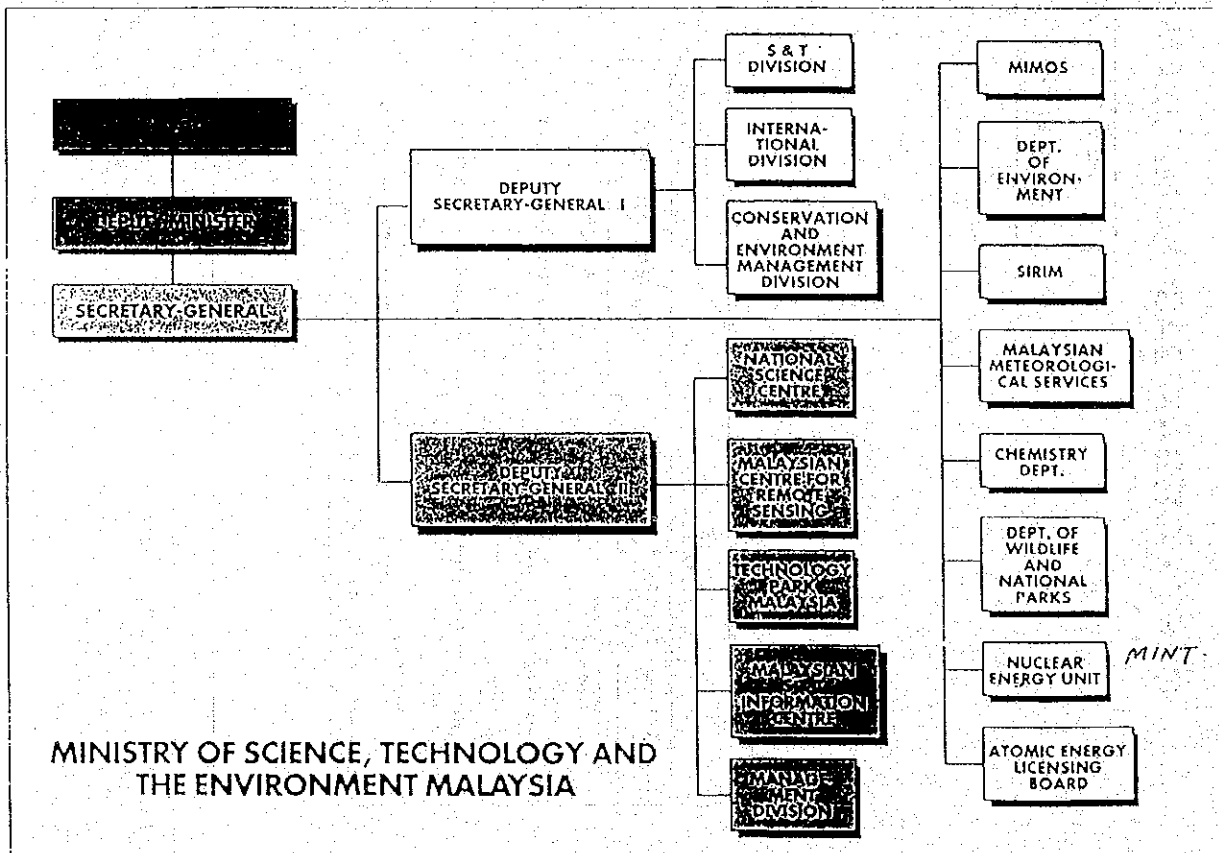 DEPUTY MINISTER
SECRETARY-GENERAL
DEPUTY
SECRETARY-GENERAL I
DEPUTY
SECRETARY-GENERAL II
S & T
DIVISION
INTERNA-
TIONAL
DIVISION
CONSERVATION
AND
ENVIRONMENT
MANAGEMENT
DIVISION
NATIONAL
SCIENCE
CENTRE
MALAYSIAN
CENTRE FOR
REMOTE
SENSING
TECHNOLOGY
PARK
MALAYSIA
MALAYSIAN
INFORMATION
CENTRE
MANAGE-
MENT
DIVISION
MIMOS
DEPT.
OF
ENVIRON-
MENT
SIRIM
MALAYSIAN
METEOROLOGI-
CAL SERVICES
CHEMISTRY
DEPT.
DEPT. OF
WILDLIFE
AND
NATIONAL
PARKS
NUCLEAR
ENERGY UNIT
MINT.
ATOMIC ENERGY
LICENSING
BOARD
MINISTRY OF SCIENCE, TECHNOLOGY AND
THE ENVIRONMENT MALAYSIA